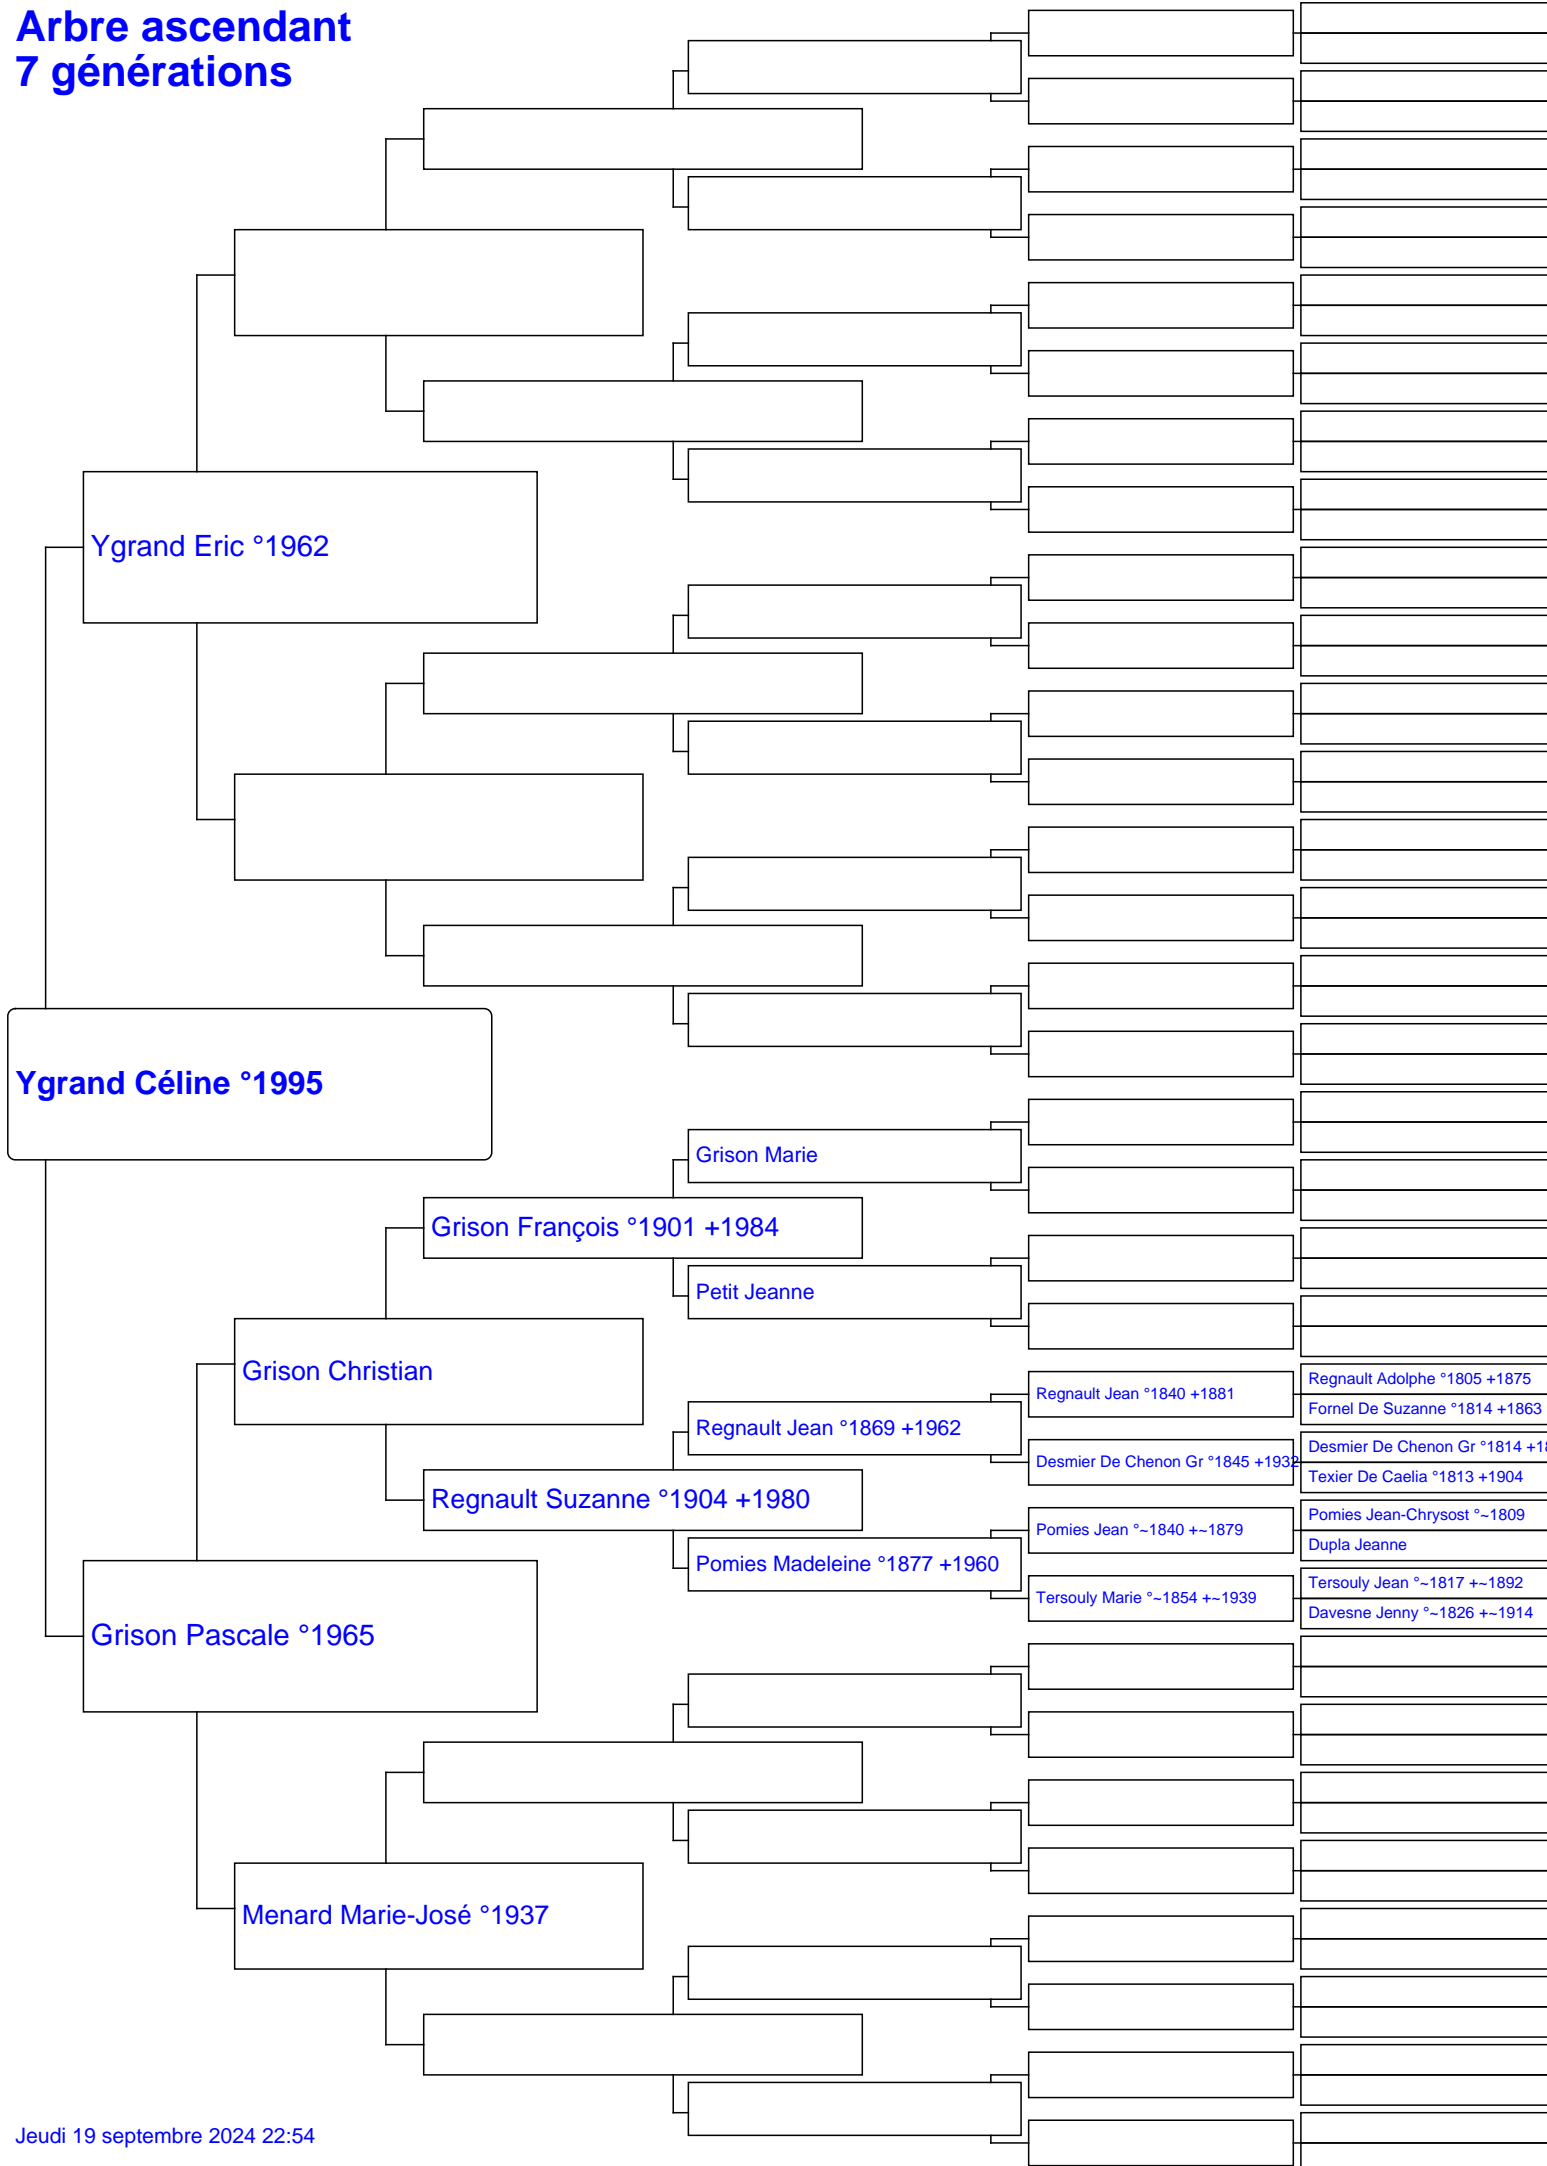 Arbre ascendant
7 générations
Ygrand Eric °1962
Ygrand Céline °1995
Grison Marie
Grison François °1901 +1984
Petit Jeanne
Grison Christian
Regnault Adolphe °1805 +1875
Regnault Jean °1840 +1881
Fornel De Suzanne °1814 +1863
Regnault Jean °1869 +1962
Desmier De Chenon Gr °1814 +18
Desmier De Chenon Gr °1845 +1932
Texier De Caelia °1813 +1904
Regnault Suzanne °1904 +1980
Pomies Jean-Chrysost °~1809
Pomies Jean °~1840 +~1879
Dupla Jeanne
Pomies Madeleine °1877 +1960
Tersouly Jean °~1817 +~1892
Tersouly Marie °~1854 +~1939
Davesne Jenny °~1826 +~1914
Grison Pascale °1965
Menard Marie-José °1937
Jeudi 19 septembre 2024 22:54